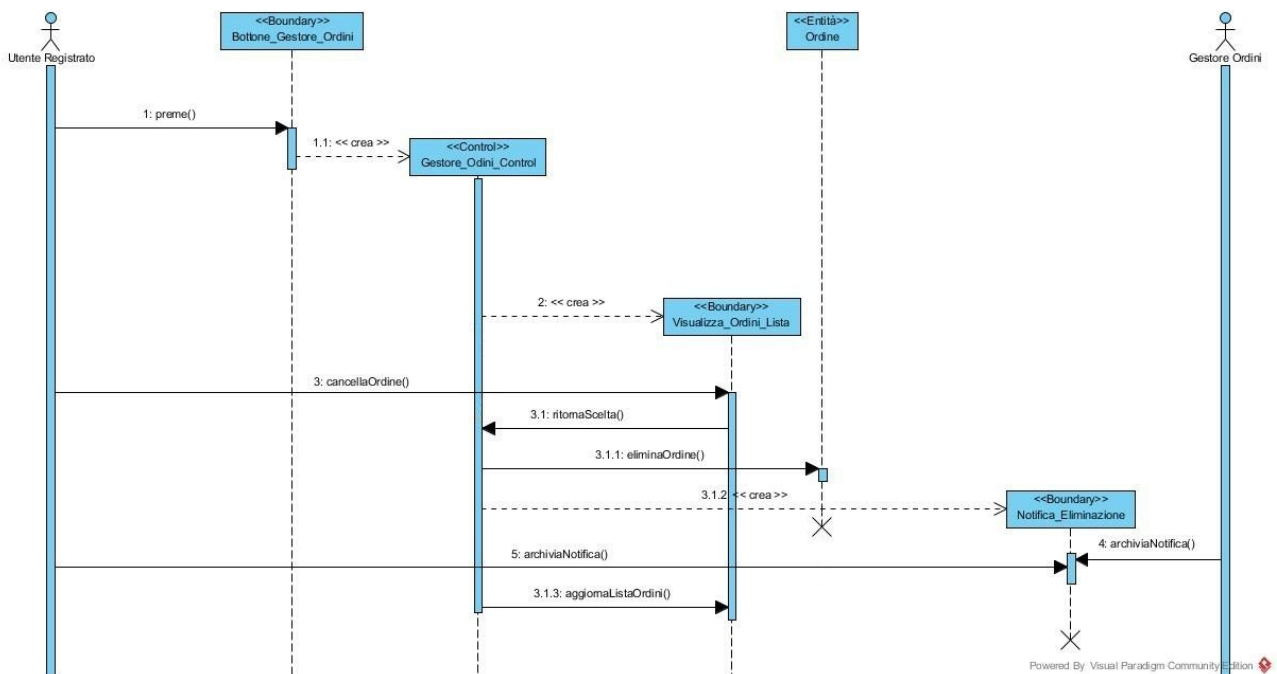 <<Boundary>>
Bottone_Gestore_Ordini
<<Entità>>
Ordine
Utente Registrato
Gestore Ordini
1: preme()
1.1: << crea >>
<<Control>>
Gestore_Odini_Control
2: << crea >>
<<Boundary>>
Visualizza_Ordini_Lista
3: cancellaOrdine()
3.1: ritornaScelta()
3.1.1: eliminaOrdine()
3.1.2: << crea >>
<<Boundary>>
Notifica_Eliminazione
4: archiviaNotifica()
5: archiviaNotifica()
3.1.3: aggiornaListaOrdini()
Powered By Visual Paradigm Community Edition